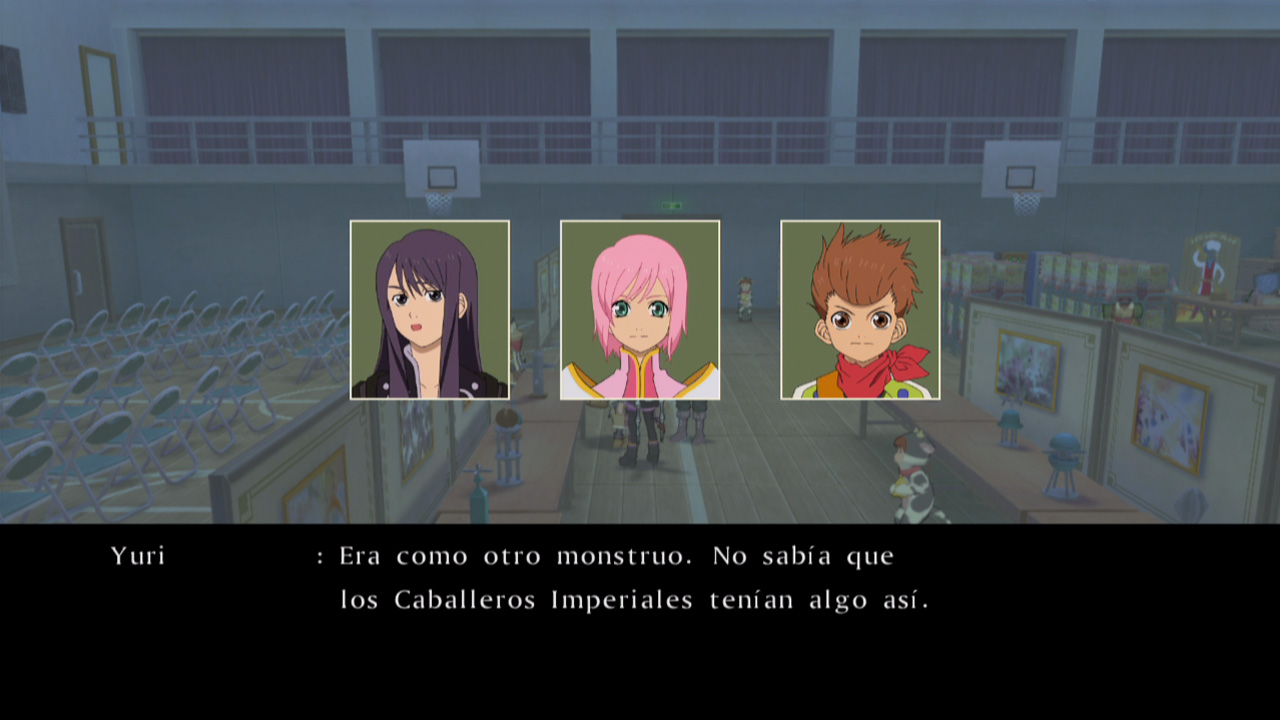 Yuri : Era como otro monstruo. No sabía que
los Caballeros Imperiales tenían algo así.